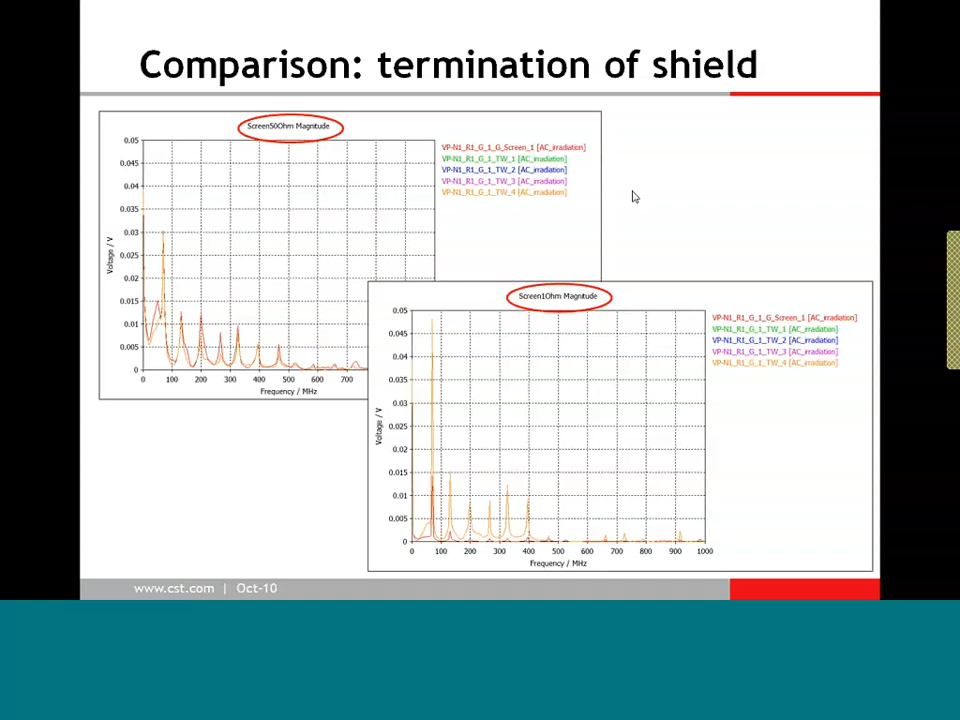 Comparison: termination of shield
Screen50Ohm Magnitude
0.05
0.045
0.04
0.035
0.03
0.025
0.02
0.015
0.01
0.005
0
Voltage / V
0 100 200 300 400 500 600 700
Frequency / MHz
VP-N1_R1_G_1_G_Screen_1 [AC_irradiation]
VP-N1_R1_G_1_TW_1 [AC_irradiation]
VP-N1_R1_G_1_TW_2 [AC_irradiation]
VP-N1_R1_G_1_TW_3 [AC_irradiation]
VP-N1_R1_G_1_TW_4 [AC_irradiation]
Screen1Ohm Magnitude
0.05
0.045
0.04
0.035
0.03
0.025
0.02
0.015
0.01
0.005
0
Voltage / V
0 100 200 300 400 500 600 700 800 900 1000
Frequency / MHz
VP-N1_R1_G_1_G_Screen_1 [AC_irradiation]
VP-N1_R1_G_1_TW_1 [AC_irradiation]
VP-N1_R1_G_1_TW_2 [AC_irradiation]
VP-N1_R1_G_1_TW_3 [AC_irradiation]
VP-N1_R1_G_1_TW_4 [AC_irradiation]
www.cst.com | Oct-10